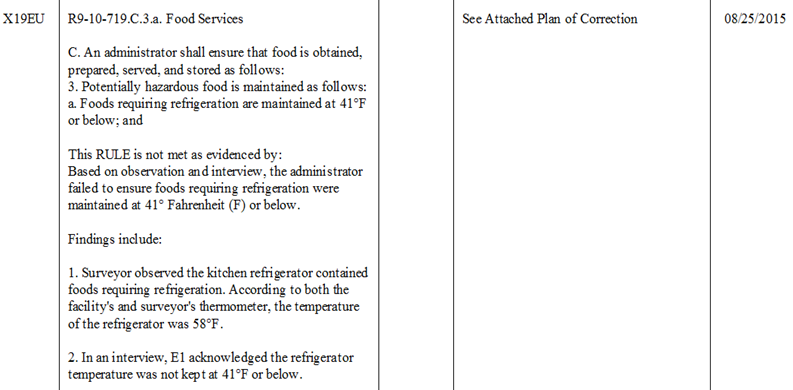 X19EU R9-10-719.C.3.a. Food Services See Attached Plan of Correction 08/25/2015
C. An administrator shall ensure that food is obtained,
prepared, served, and stored as follows:
3. Potentially hazardous food is maintained as follows:
a. Foods requiring refrigeration are maintained at 41°F
or below; and
This RULE is not met as evidenced by:
Based on observation and interview, the administrator
failed to ensure foods requiring refrigeration were
maintained at 41° Fahrenheit (F) or below.
Findings include:
1. Surveyor observed the kitchen refrigerator contained
foods requiring refrigeration. According to both the
facility's and surveyor's thermometer, the temperature
of the refrigerator was 58°F.
2. In an interview, E1 acknowledged the refrigerator
temperature was not kept at 41°F or below.